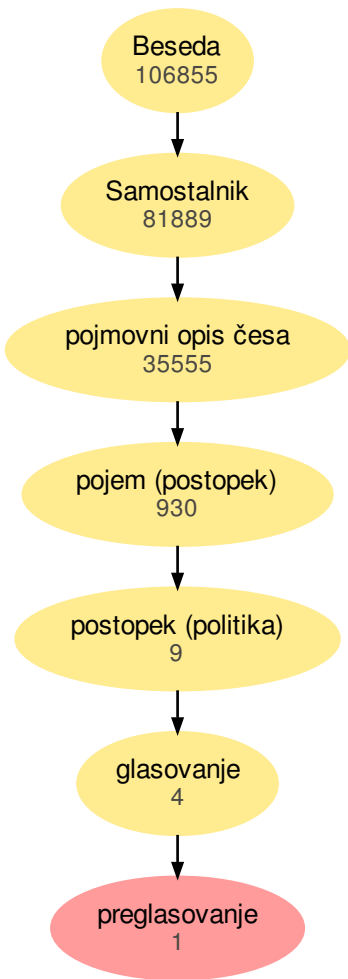 Beseda
106855
Samostalnik
81889
pojmovni opis česa
35555
pojem (postopek)
930
postopek (politika)
9
glasovanje
4
preglasovanje
1